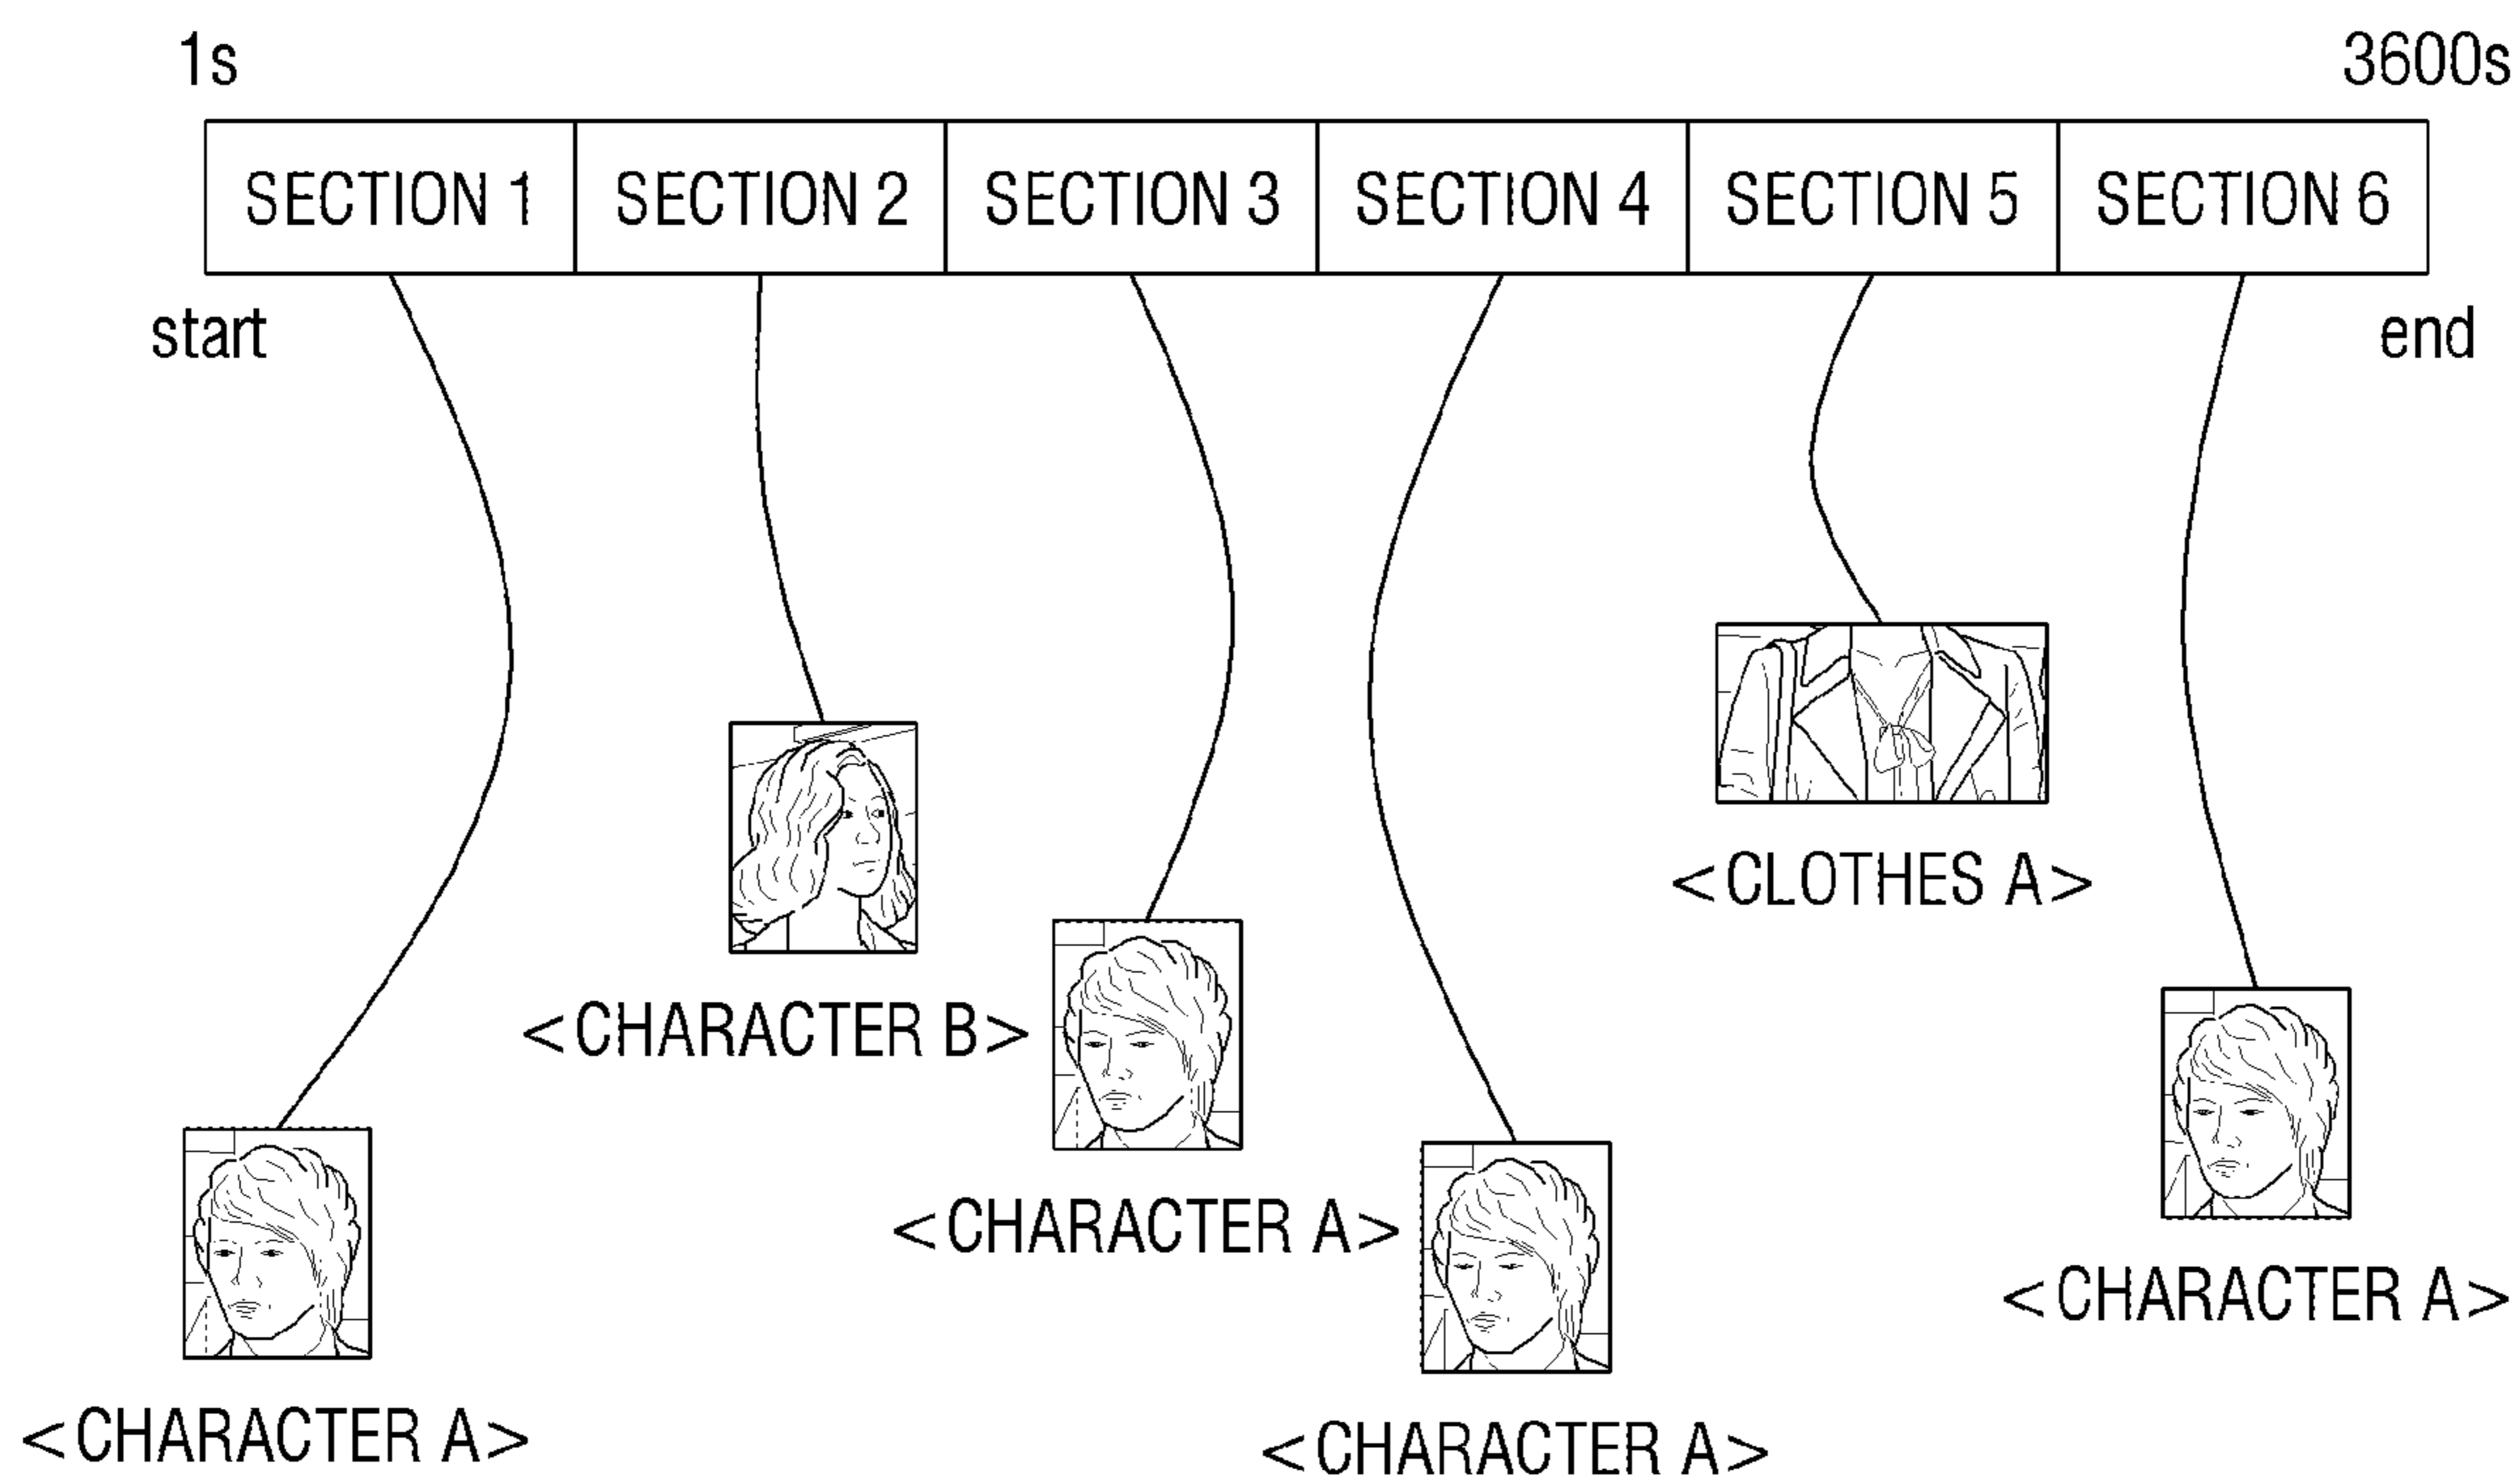 1s
3600s
SECTION 1
SECTION 2
SECTION 3
SECTION 4
SECTION 5
SECTION 6
start
end
<CLOTHES A>
<CHARACTER B>
<CHARACTER A>
<CHARACTER A>
<CHARACTER A>
<CHARACTER A>